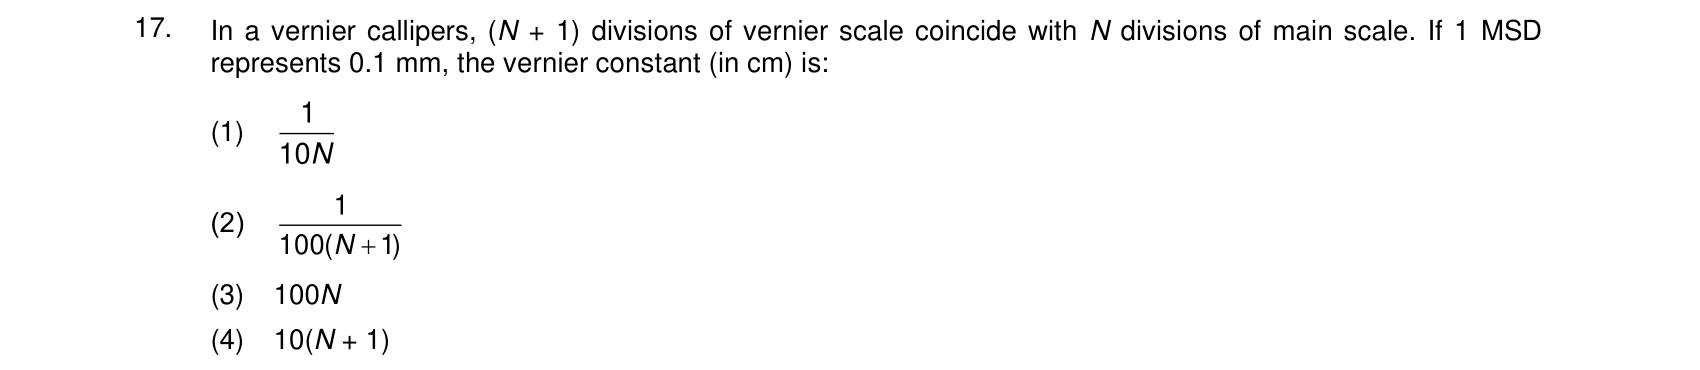 17. In a vernier callipers, (N + 1) divisions of vernier scale coincide with N divisions of main scale. If 1 MSD
represents 0.1 mm, the vernier constant (in cm) is:
(1) 1/10N
(2) 1/100(N+1)
(3) 100N
(4) 10(N + 1)